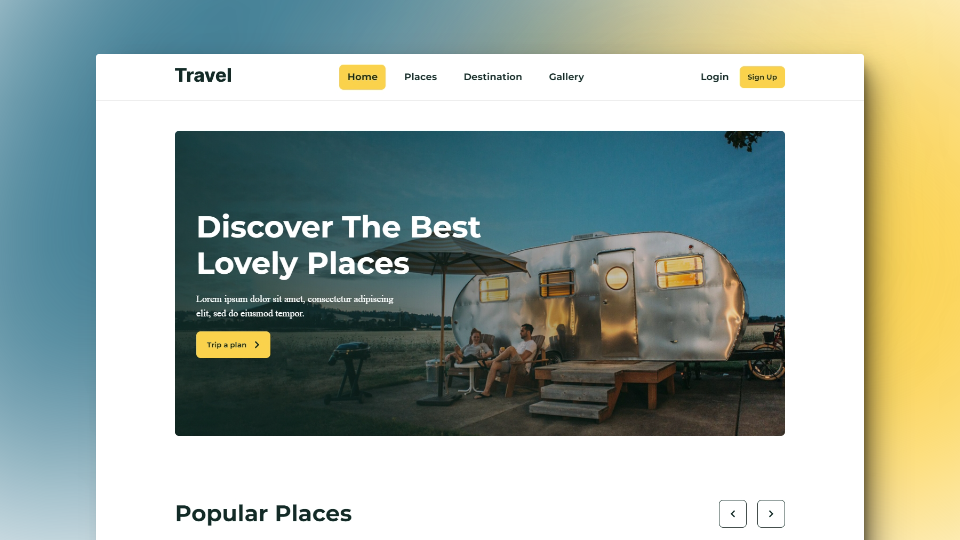 Travel
Home
Places
Destination
Gallery
Login
Sign Up
Discover The Best
Lovely Places
Lorem ipsum dolor sit amet, consectetur adipiscing
elit, sed do eiusmod tempor.
Trip a plan
Popular Places